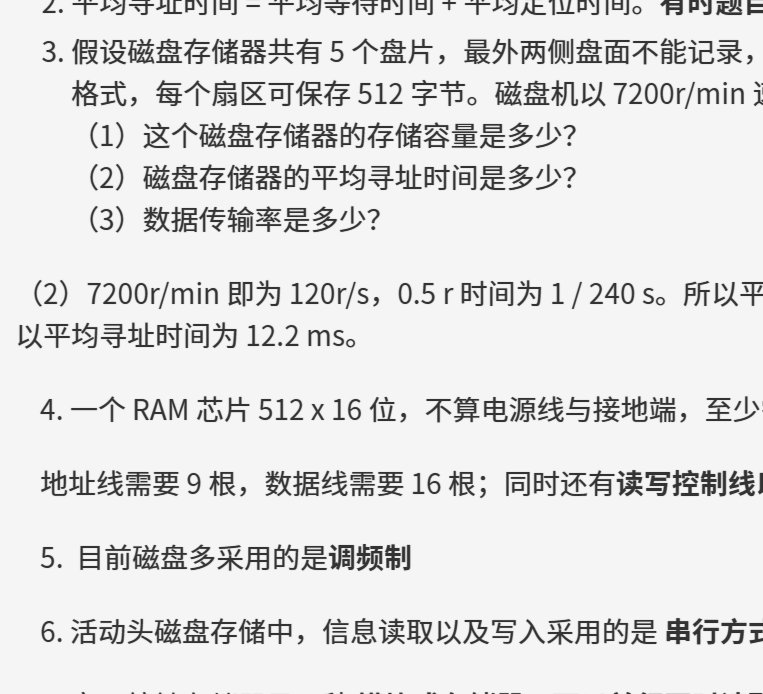 2. 平均寻址时间 = 平均等待时间 + 平均定位时间。有时题目
3. 假设磁盘存储器共有 5 个盘片，最外两侧盘面不能记录，
格式，每个扇区可保存 512 字节。磁盘机以 7200r/min 速
（1）这个磁盘存储器的存储容量是多少？
（2）磁盘存储器的平均寻址时间是多少？
（3）数据传输率是多少？
（2）7200r/min 即为 120r/s，0.5 r 时间为 1 / 240 s。所以平
以平均寻址时间为 12.2 ms。
4. 一个 RAM 芯片 512 x 16 位，不算电源线与接地端，至少
地址线需要 9 根，数据线需要 16 根；同时还有读写控制线
5. 目前磁盘多采用的是调频制
6. 活动头磁盘存储中，信息读取以及写入采用的是 串行方式